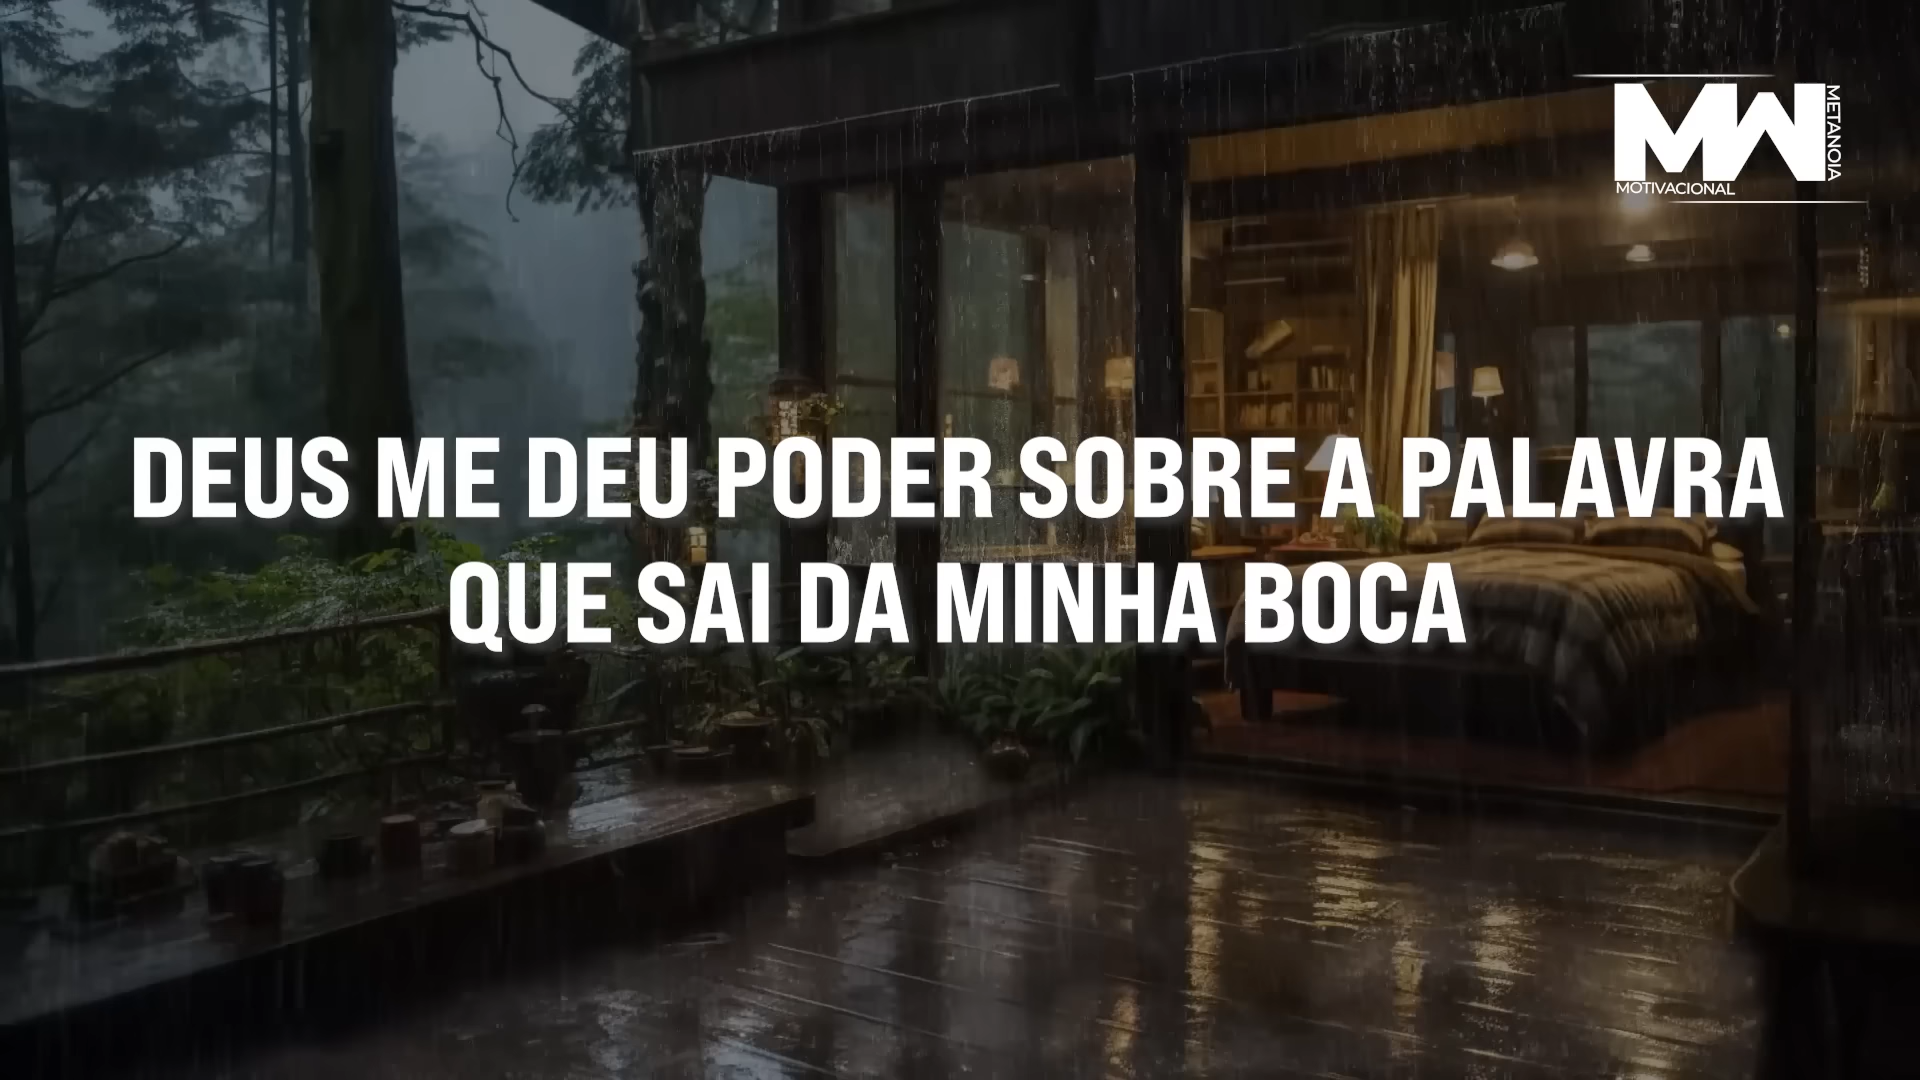 MW
METANOIA
MOTIVACIONAL
DEUS ME DEU PODER SOBRE A PALAVRA
QUE SAI DA MINHA BOCA